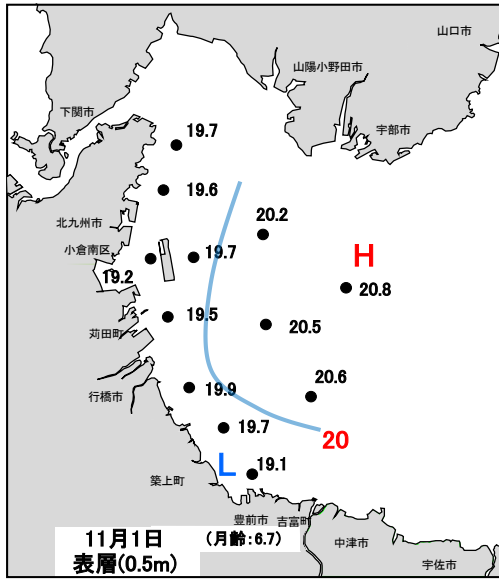 山口市
山陽小野田市
下関市
宇部市
19.7
19.6
20.2
北九州市
小倉南区
19.7
H
19.2
20.8
19.5
20.5
苅田町
19.9
20.6
行橋市
19.7
20
L
19.1
築上町
豊前市
吉富町
11月1日
(月齢:6.7)
表層(0.5m)
中津市
宇佐市